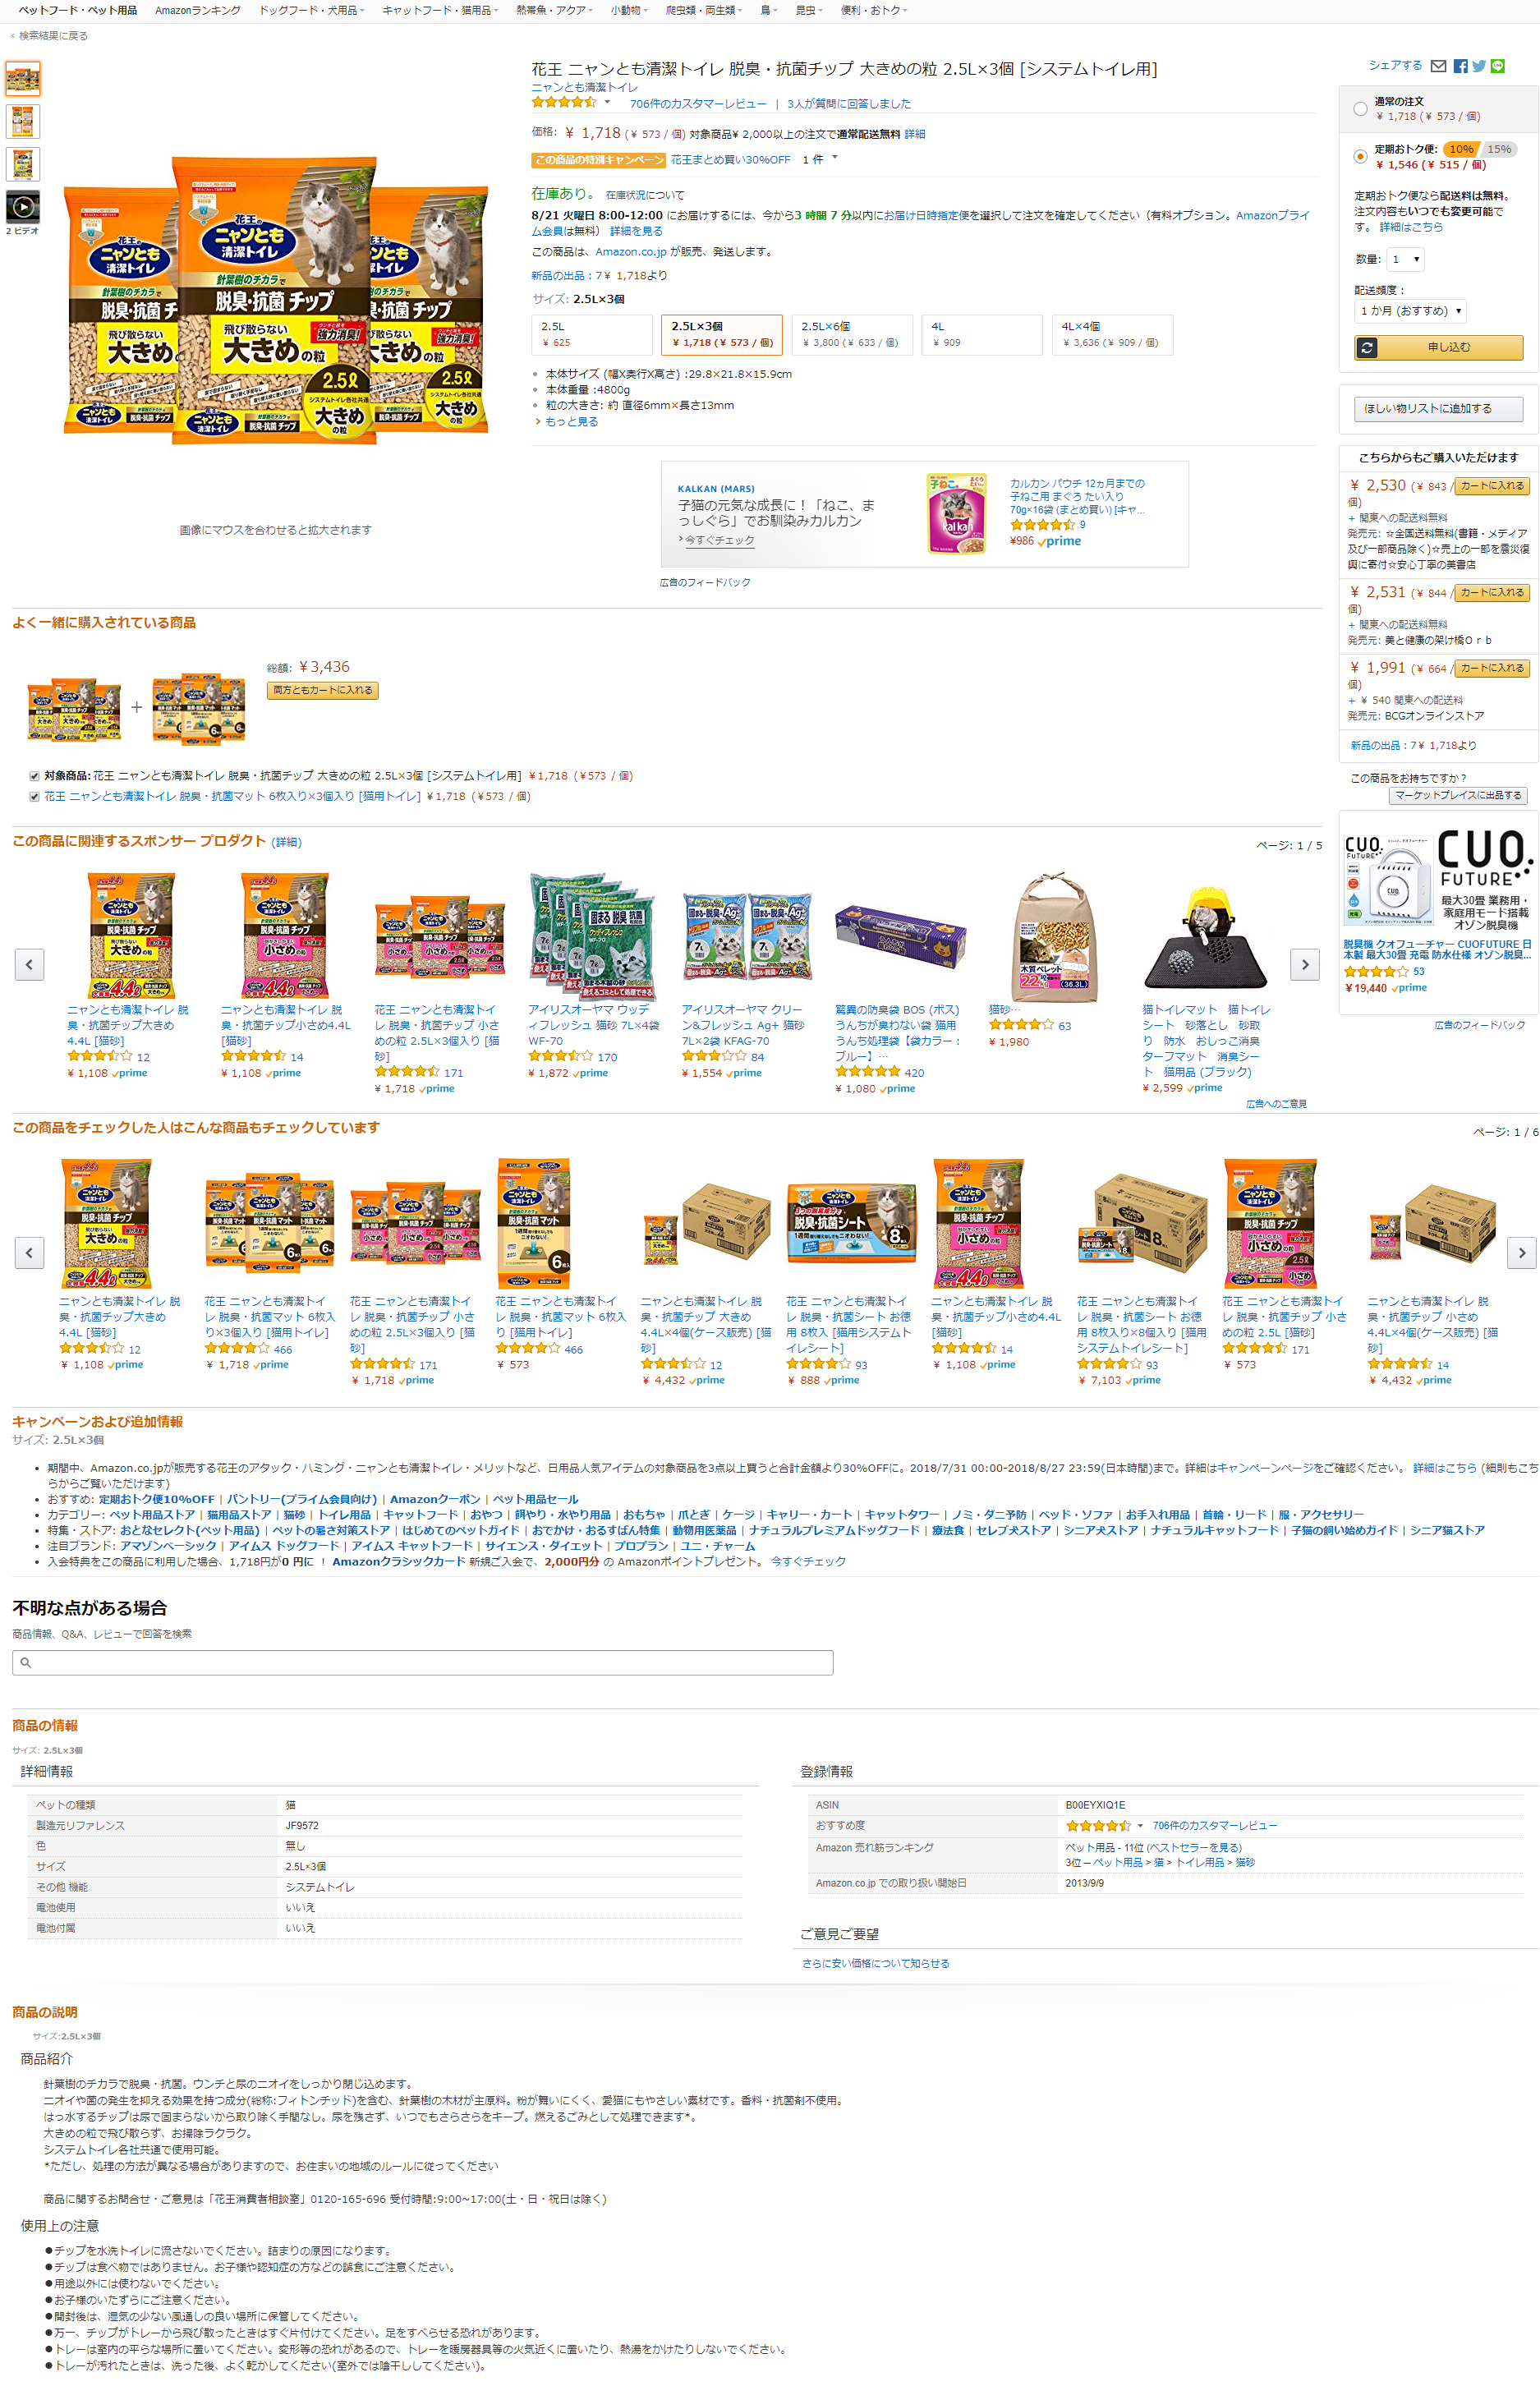 ペットフード・ペット用品 Amazonランキング ドッグフード・犬用品 キャットフード・猫用品 熱帯魚・アクア 小動物 爬虫類・両生類 鳥 昆虫 便利・おトク
‹ 検索結果に戻る
2 ビデオ
画像にマウスを合わせると拡大されます
花王の
ニャンとも
清潔トイレ
針葉樹のチカラで
脱臭・抗菌 チップ
飛び散らない
大きめの粒
強力消臭!
2.5ℓ
システムトイレ各社共通
大きめの粒
花王 ニャンとも清潔トイレ 脱臭・抗菌チップ 大きめの粒 2.5L×3個 [システムトイレ用]
ニャンとも清潔トイレ
706件のカスタマーレビュー | 3人が質問に回答しました
価格: ¥ 1,718 (¥ 573 / 個) 対象商品¥ 2,000以上の注文で通常配送無料 詳細
この商品の特別キャンペーン 花王まとめ買い30%OFF 1 件
在庫あり。 在庫状況について
8/21 火曜日 8:00-12:00 にお届けするには、今から3 時間 7 分以内にお届け日時指定便を選択して注文を確定してください(有料オプション。Amazonプライ
ム会員は無料) 詳細を見る
この商品は、Amazon.co.jp が販売、発送します。
新品の出品:7¥ 1,718より
サイズ: 2.5L×3個
2.5L
¥ 625
2.5L×3個
¥ 1,718 (¥ 573 / 個)
2.5L×6個
¥ 3,800 (¥ 633 / 個)
4L
¥ 909
4L×4個
¥ 3,636 (¥ 909 / 個)
本体サイズ (幅X奥行X高さ) :29.8×21.8×15.9cm
本体重量 :4800g
粒の大きさ: 約 直径6mm×長さ13mm
› もっと見る
KALKAN (MARS)
子猫の元気な成長に!「ねこ、ま
っしぐら」でお馴染みカルカン
› 今すぐチェック
カルカン パウチ 12ヵ月までの
子ねこ用 まぐろ たい入り
70g×16袋 (まとめ買い) [キャ...
9
¥986 prime
広告のフィードバック
シェアする
通常の注文
¥ 1,718 (¥ 573 / 個)
定期おトク便: 10% 15%
¥ 1,546 (¥ 515 / 個)
定期おトク便なら配送料は無料。
注文内容もいつでも変更可能で
す。 詳細はこちら
数量: 1
配送頻度:
1 か月 (おすすめ)
申し込む
ほしい物リストに追加する
こちらからもご購入いただけます
¥ 2,530 (¥ 843 / カートに入れる
個)
+ 関東への配送料無料
発売元: ☆全国送料無料(書籍・メディア
及び一部商品除く)☆売上の一部を震災復
興に寄付☆安心丁寧の美書店
¥ 2,531 (¥ 844 / カートに入れる
個)
+ 関東への配送料無料
発売元: 美と健康の架け橋Ｏｒｂ
¥ 1,991 (¥ 664 / カートに入れる
個)
+ ¥ 540 関東への配送料
発売元: BCGオンラインストア
新品の出品:7¥ 1,718より
この商品をお持ちですか?
マーケットプレイスに出品する
CUO.
FUTURE
最大30畳 業務用・
家庭用モード搭載
オゾン脱臭機
脱臭機 クオフューチャー CUOFUTURE 日
本製 最大30畳 充電 防水仕様 オゾン脱臭...
53
¥19,440 prime
広告のフィードバック
よく一緒に購入されている商品
総額: ¥3,436
両方ともカートに入れる
対象商品: 花王 ニャンとも清潔トイレ 脱臭・抗菌チップ 大きめの粒 2.5L×3個 [システムトイレ用] ¥1,718 (¥573 / 個)
花王 ニャンとも清潔トイレ 脱臭・抗菌マット 6枚入り×3個入り [猫用トイレ] ¥1,718 (¥573 / 個)
この商品に関連するスポンサー プロダクト (詳細)
ページ: 1 / 5
ニャンとも清潔トイレ 脱
臭・抗菌チップ大きめ
4.4L [猫砂]
12
¥ 1,108 prime
ニャンとも清潔トイレ 脱
臭・抗菌チップ小さめ4.4L
[猫砂]
14
¥ 1,108 prime
花王 ニャンとも清潔トイ
レ 脱臭・抗菌チップ 小さ
めの粒 2.5L×3個入り [猫
砂]
171
¥ 1,718 prime
アイリスオーヤマ ウッデ
ィフレッシュ 猫砂 7L×4袋
WF-70
170
¥ 1,872 prime
アイリスオーヤマ クリー
ン&フレッシュ Ag+ 猫砂
7L×2袋 KFAG-70
84
¥ 1,554 prime
驚異の防臭袋 BOS (ボス)
うんちが臭わない袋 猫用
うんち処理袋【袋カラー:
ブルー】…
420
¥ 1,080 prime
猫砂…
63
¥ 1,980
猫トイレマット 猫トイレ
シート 砂落とし 砂取
り 防水 おしっこ消臭
ターフマット 消臭シー
ト 猫用品 (ブラック)
¥ 2,599 prime
広告へのご意見
この商品をチェックした人はこんな商品もチェックしています
ページ: 1 / 6
ニャンとも清潔トイレ 脱
臭・抗菌チップ大きめ
4.4L [猫砂]
12
¥ 1,108 prime
花王 ニャンとも清潔トイ
レ 脱臭・抗菌マット 6枚入
り×3個入り [猫用トイレ]
466
¥ 1,718 prime
花王 ニャンとも清潔トイ
レ 脱臭・抗菌チップ 小さ
めの粒 2.5L×3個入り [猫
砂]
171
¥ 1,718 prime
花王 ニャンとも清潔トイ
レ 脱臭・抗菌マット 6枚入
り [猫用トイレ]
466
¥ 573
ニャンとも清潔トイレ 脱
臭・抗菌チップ 大きめ
4.4L×4個(ケース販売) [猫
砂]
12
¥ 4,432 prime
花王 ニャンとも清潔トイ
レ 脱臭・抗菌シート お徳
用 8枚入 [猫用システムト
イレシート]
93
¥ 888 prime
ニャンとも清潔トイレ 脱
臭・抗菌チップ小さめ4.4L
[猫砂]
14
¥ 1,108 prime
花王 ニャンとも清潔トイ
レ 脱臭・抗菌シート お徳
用 8枚入り×8個入り [猫用
システムトイレシート]
93
¥ 7,103 prime
花王 ニャンとも清潔トイ
レ 脱臭・抗菌チップ 小さ
めの粒 2.5L [猫砂]
171
¥ 573
ニャンとも清潔トイレ 脱
臭・抗菌チップ 小さめ
4.4L×4個(ケース販売) [猫
砂]
14
¥ 4,432 prime
キャンペーンおよび追加情報
サイズ: 2.5L×3個
期間中、Amazon.co.jpが販売する花王のアタック・ハミング・ニャンとも清潔トイレ・メリットなど、日用品人気アイテムの対象商品を3点以上買うと合計金額より30%OFFに。2018/7/31 00:00-2018/8/27 23:59(日本時間)まで。詳細はキャンペーンページをご確認ください。 詳細はこちら (細則もこち
らからご覧いただけます)
おすすめ: 定期おトク便10%OFF | パントリー(プライム会員向け) | Amazonクーポン | ペット用品セール
カテゴリー: ペット用品ストア | 猫用品ストア | 猫砂 | トイレ用品 | キャットフード | おやつ | 餌やり・水やり用品 | おもちゃ | 爪とぎ | ケージ | キャリー・カート | キャットタワー | ノミ・ダニ予防 | ベッド・ソファ | お手入れ用品 | 首輪・リード | 服・アクセサリー
特集・ストア: おとなセレクト(ペット用品) | ペットの暑さ対策ストア | はじめてのペットガイド | おでかけ・おるすばん特集 | 動物用医薬品 | ナチュラルプレミアムドッグフード | 療法食 | セレブ犬ストア | シニア犬ストア | ナチュラルキャットフード | 子猫の飼い始めガイド | シニア猫ストア
注目ブランド: アマゾンベーシック | アイムス ドッグフード | アイムス キャットフード | サイエンス・ダイエット | プロプラン | ユニ・チャーム
入会特典をこの商品に利用した場合、1,718円が0 円に ! Amazonクラシックカード 新規ご入会で、2,000円分 の Amazonポイントプレゼント。 今すぐチェック
不明な点がある場合
商品情報、Q&A、レビューで回答を検索
商品の情報
サイズ: 2.5L×3個
詳細情報
ペットの種類 猫
製造元リファレンス JF9572
色 無し
サイズ 2.5L×3個
その他 機能 システムトイレ
電池使用 いいえ
電池付属 いいえ
登録情報
ASIN B00EYXIQ1E
おすすめ度 706件のカスタマーレビュー
Amazon 売れ筋ランキング ペット用品 - 11位 (ベストセラーを見る)
3位 ─ ペット用品 > 猫 > トイレ用品 > 猫砂
Amazon.co.jp での取り扱い開始日 2013/9/9
ご意見ご要望
さらに安い価格について知らせる
商品の説明
サイズ:2.5L×3個
商品紹介
針葉樹のチカラで脱臭・抗菌。ウンチと尿のニオイをしっかり閉じ込めます。
ニオイや菌の発生を抑える効果を持つ成分(総称:フィトンチッド)を含む、針葉樹の木材が主原料。粉が舞いにくく、愛猫にもやさしい素材です。香料・抗菌剤不使用。
はっ水するチップは尿で固まらないから取り除く手間なし。尿を残さず、いつでもさらさらをキープ。燃えるごみとして処理できます*。
大きめの粒で飛び散らず、お掃除ラクラク。
システムトイレ各社共通で使用可能。
*ただし、処理の方法が異なる場合がありますので、お住まいの地域のルールに従ってください
商品に関するお問合せ・ご意見は「花王消費者相談室」0120-165-696 受付時間:9:00~17:00(土・日・祝日は除く)
使用上の注意
●チップを水洗トイレに流さないでください。詰まりの原因になります。
●チップは食べ物ではありません。お子様や認知症の方などの誤食にご注意ください。
●用途以外には使わないでください。
●お子様のいたずらにご注意ください。
●開封後は、湿気の少ない風通しの良い場所に保管してください。
●万一、チップがトレーから飛び散ったときはすぐ片付けてください。足をすべらせる恐れがあります。
●トレーは室内の平らな場所に置いてください。変形等の恐れがあるので、トレーを暖房器具等の火気近くに置いたり、熱湯をかけたりしないでください。
●トレーが汚れたときは、洗った後、よく乾かしてください(室外では陰干ししてください)。